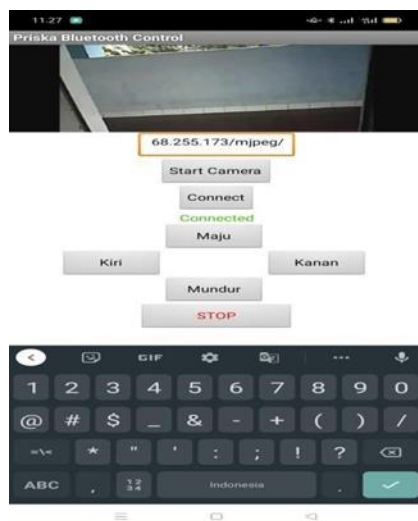 11.27
Priska Bluetooth Control
68.255.173/mjpeg/
Start Camera
Connect
Connected
Maju
Kiri Kanan
Mundur
STOP
GIF
1 2 3 4 5 6 7 8 9 0
@ # $ _ & - + ( ) /
=\< * " ' : ; ! ?
ABC , 12 34 Indonesia .